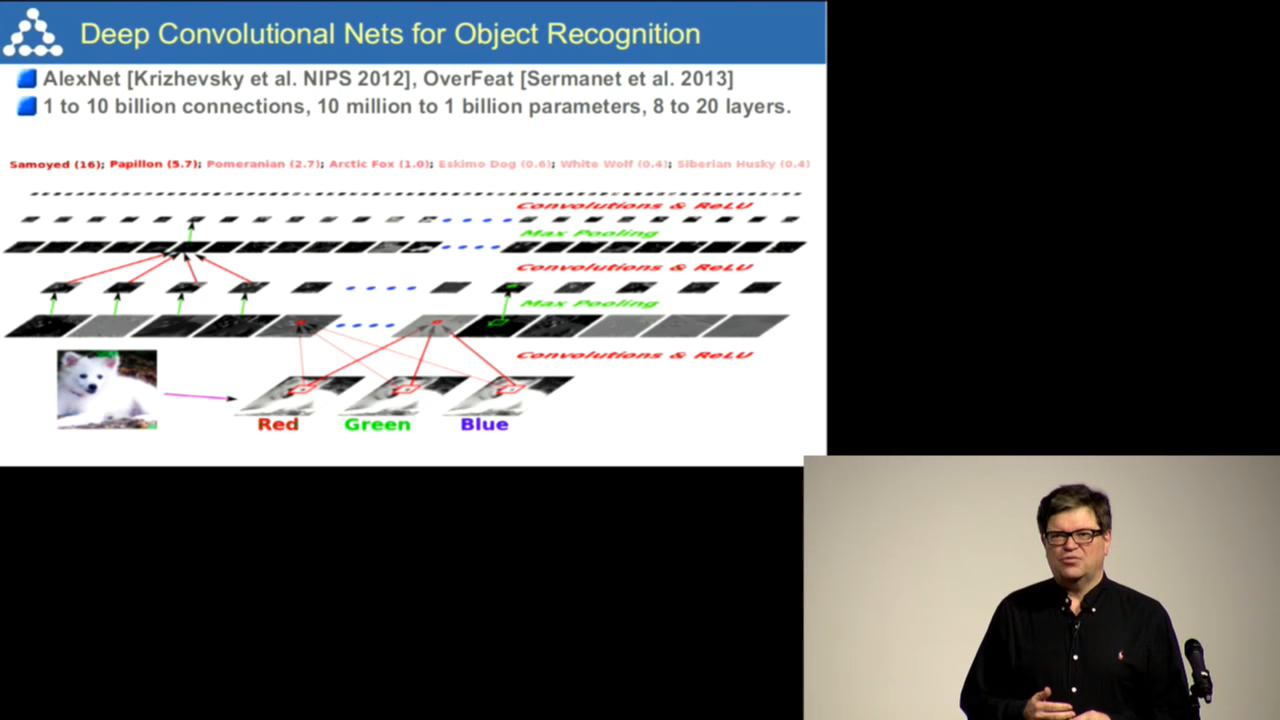 Deep Convolutional Nets for Object Recognition
AlexNet [Krizhevsky et al. NIPS 2012], OverFeat [Sermanet et al. 2013]
1 to 10 billion connections, 10 million to 1 billion parameters, 8 to 20 layers.
Samoyed (16); Papillon (5.7); Pomeranian (2.7); Arctic Fox (1.0); Eskimo Dog (0.6); White Wolf (0.4); Siberian Husky (0.4)
Convolutions & ReLU
Max Pooling
Convolutions & ReLU
Max Pooling
Convolutions & ReLU
Red Green Blue